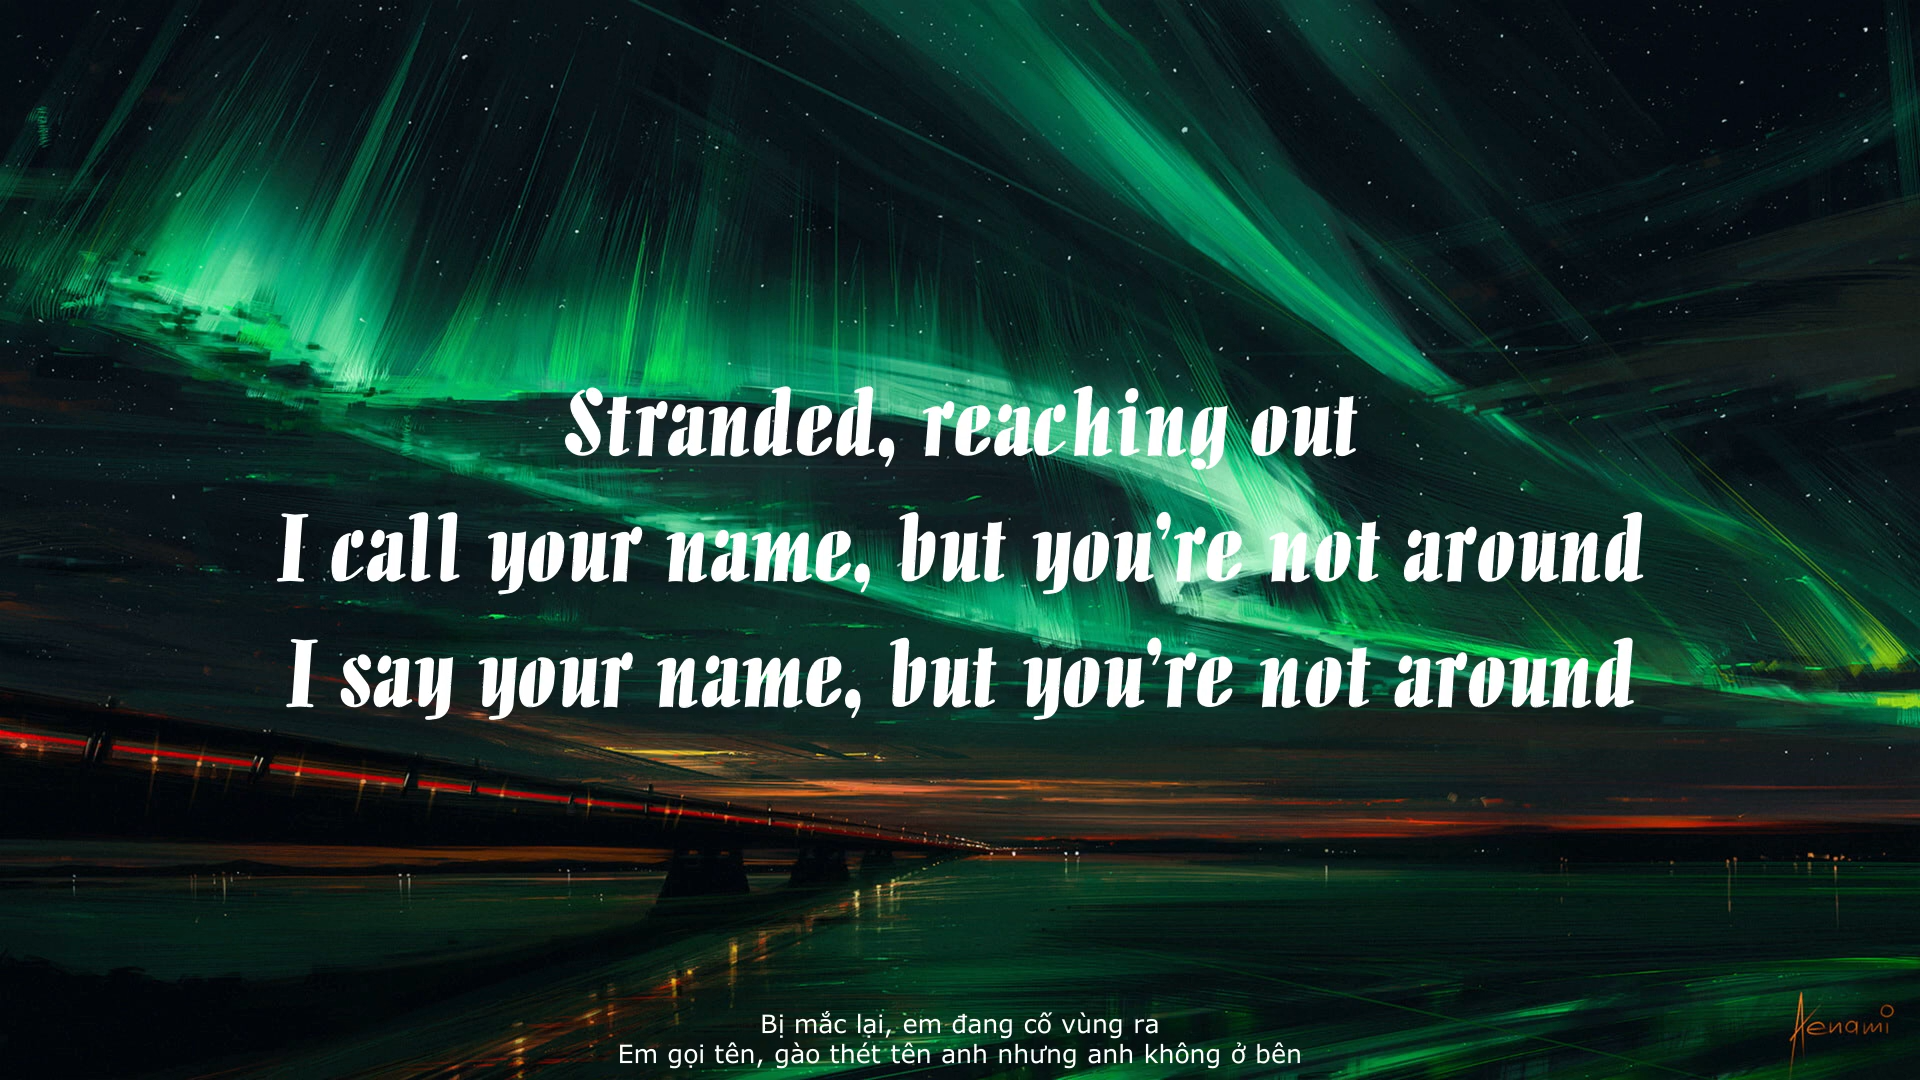 Stranded, reaching out
I call your name, but you're not around
I say your name, but you're not around
Bị mắc lại, em đang cố vùng ra
Em gọi tên, gào thét tên anh nhưng anh không ở bên
Aenami